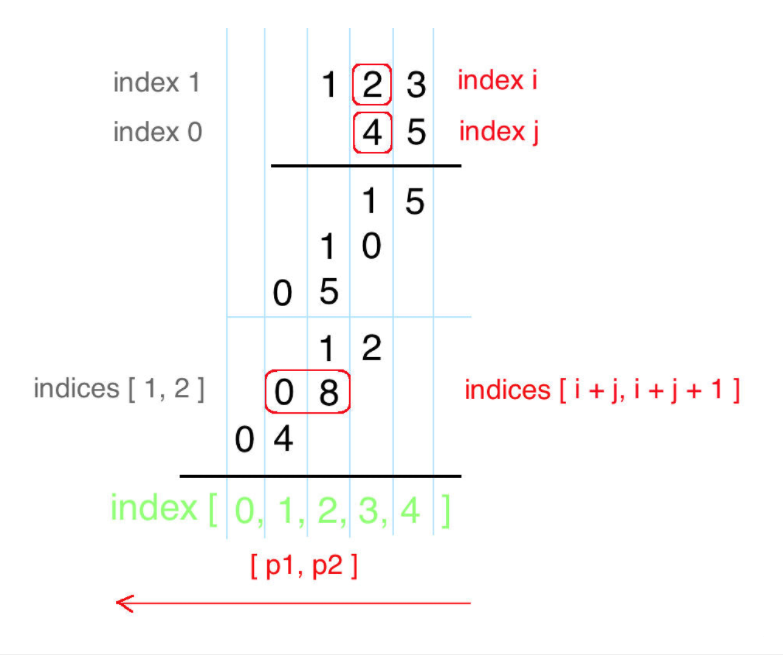 index 1 1 2 3 index i
index 0 4 5 index j
1 5
1 0
0 5
1 2
indices [ 1, 2 ] 0 8 indices [ i + j, i + j + 1 ]
0 4
index [ 0, 1, 2, 3, 4 ]
[ p1, p2 ]